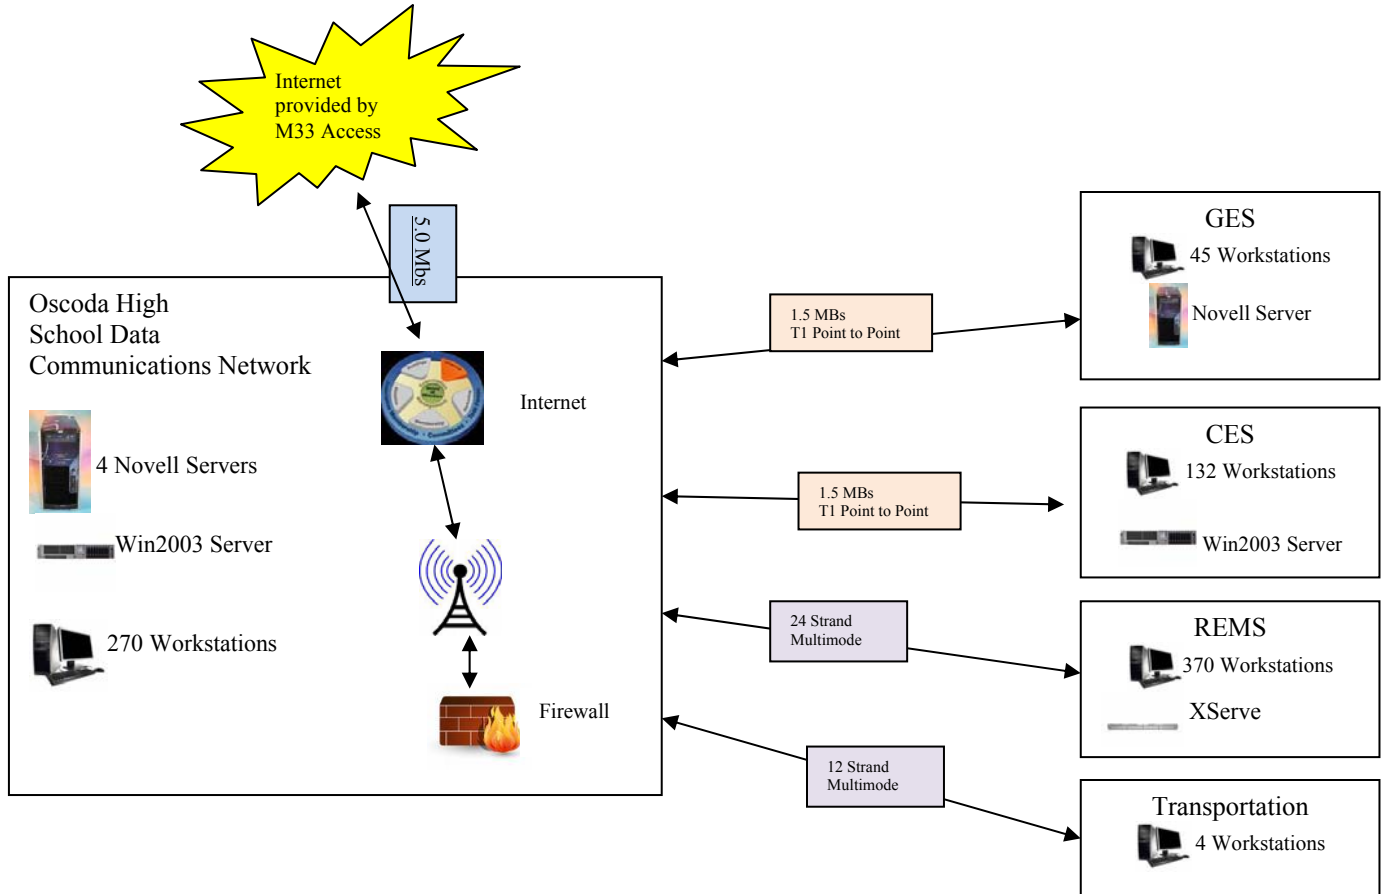 Internet
provided by
M33 Access
5.0 Mbs
Oscoda High
School Data
Communications Network
4 Novell Servers
Win2003 Server
270 Workstations
Internet
Firewall
1.5 MBs
T1 Point to Point
1.5 MBs
T1 Point to Point
24 Strand
Multimode
12 Strand
Multimode
GES
45 Workstations
Novell Server
CES
132 Workstations
Win2003 Server
REMS
370 Workstations
XServe
Transportation
4 Workstations